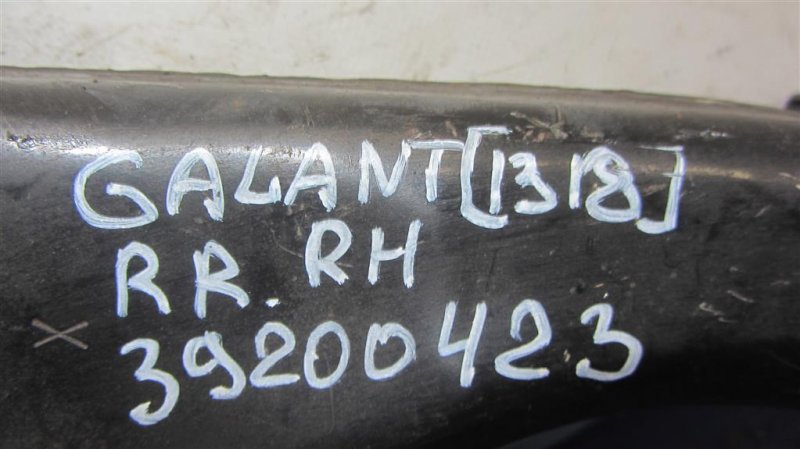 GALANT [1318]
RR. RH
39200423